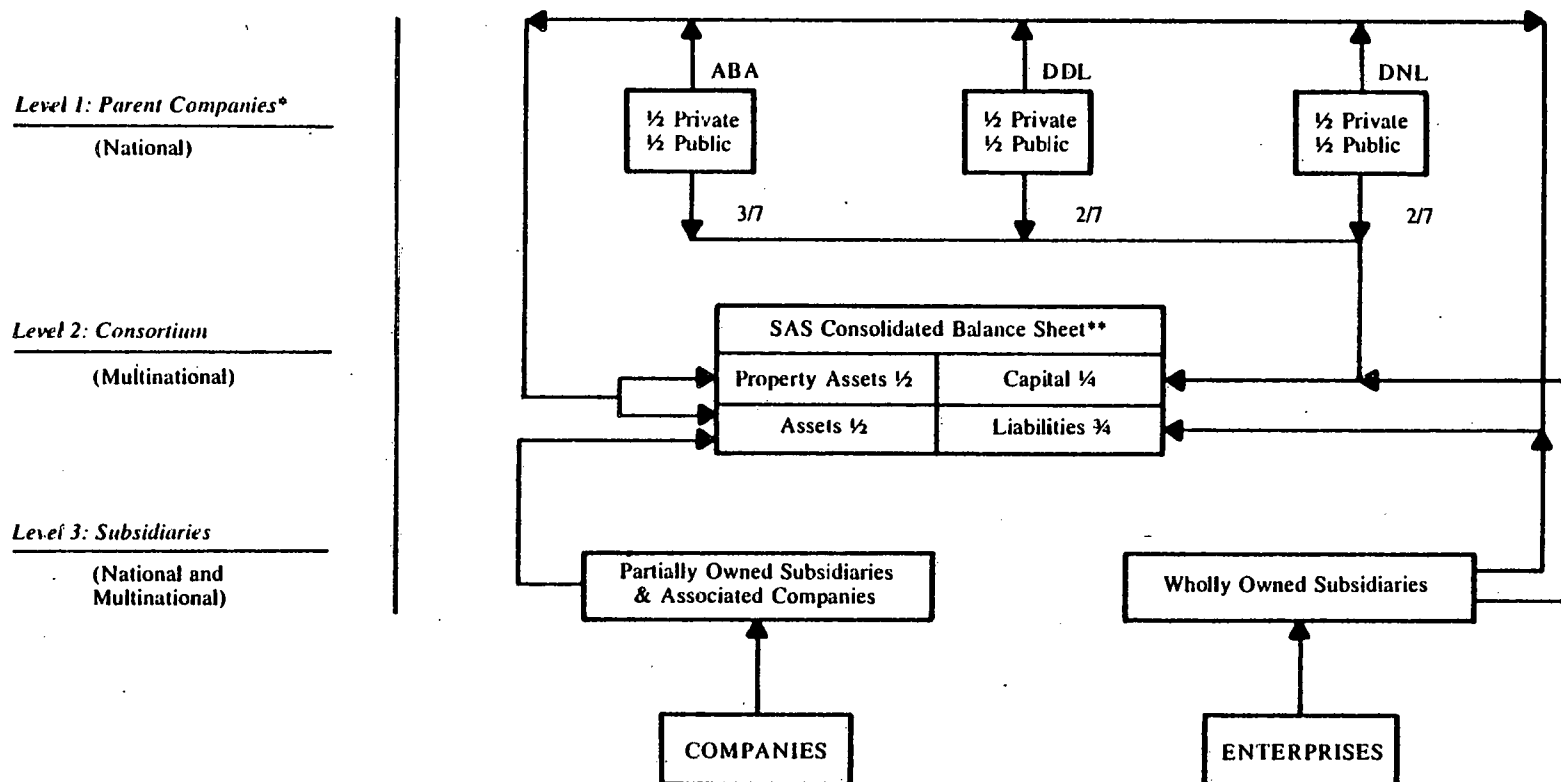 ABA
DDL
DNL
Level 1: Parent Companies*
(National)
½ Private
½ Public
½ Private
½ Public
½ Private
½ Public
3/7
2/7
2/7
Level 2: Consortium
(Multinational)
SAS Consolidated Balance Sheet**
Property Assets ½
Capital ¼
Assets ½
Liabilities ¾
Level 3: Subsidiaries
(National and
Multinational)
Partially Owned Subsidiaries
& Associated Companies
Wholly Owned Subsidiaries
COMPANIES
ENTERPRISES